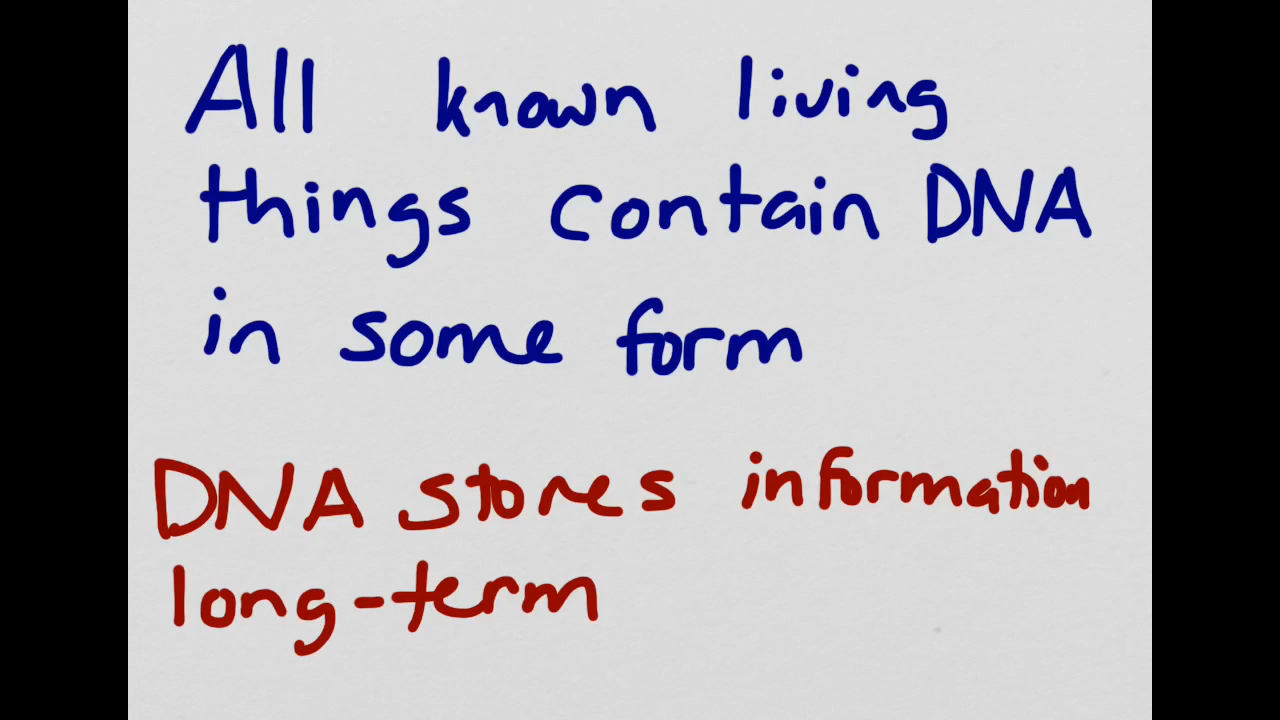 All known living
things contain DNA
in some form
DNA stores information
long-term